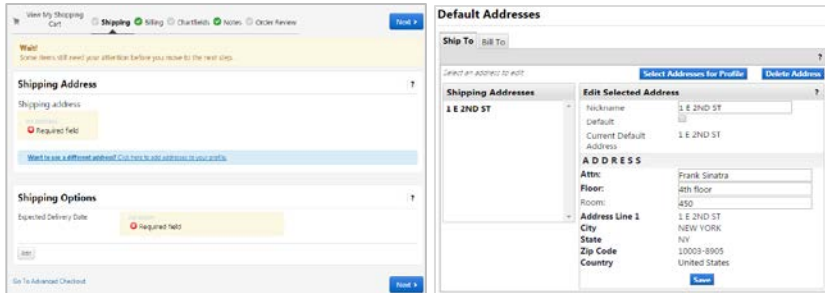 View My Shopping Cart
Shipping
Billing
Chartfields
Notes
Order Review
Next >
Wait!
Some items still need your attention before you move to the next step.
Shipping Address
?
Shipping address
Required field
Want to use a different address? Click here to add addresses to your profile.
Shipping Options
?
Expected Delivery Date
Required field
Go To Advanced Checkout
Next >
Default Addresses
Ship To
Bill To
?
Select an address to edit
Select Addresses for Profile
Delete Address
Shipping Addresses
1 E 2ND ST
Edit Selected Address
?
Nickname
1 E 2ND ST
Default
Current Default Address
1 E 2ND ST
ADDRESS
Attn:
Frank Sinatra
Floor:
4th floor
Room:
450
Address Line 1
1 E 2ND ST
City
NEW YORK
State
NY
Zip Code
10003-8905
Country
United States
Save